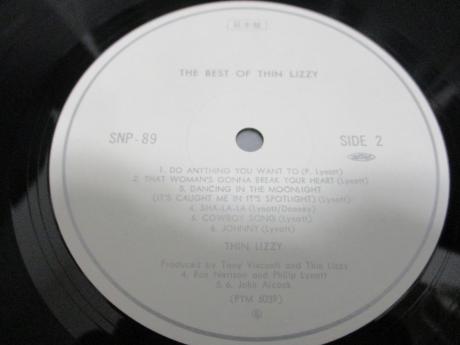 THE BEST OF THIN LIZZY
SNP-89
SIDE 2
1. DO ANYTHING YOU WANT TO (P. Lynott)
2. THAT WOMAN'S GONNA BREAK YOUR HEART (Lynott)
3. DANCING IN THE MOONLIGHT
(IT'S CAUGHT ME IN IT'S SPOTLIGHT) (Lynott)
4. SHA-LA-LA (Lynott/Downey)
5. COWBOY SONG (Lynott)
6. JOHNNY (Lynott)
THIN LIZZY
Produced by Tony Visconti and Thin Lizzy
4. Ron Nevison and Philip Lynott
5.6. John Alcock
(PTM 6039)